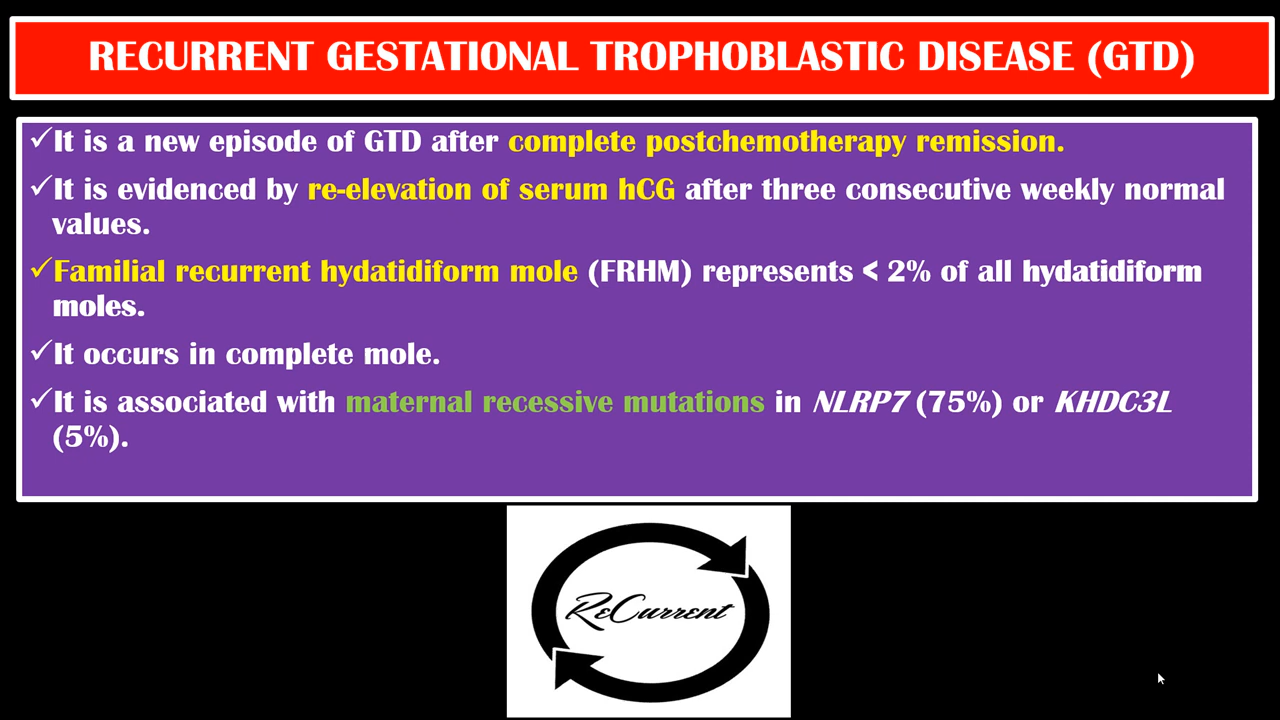 RECURRENT GESTATIONAL TROPHOBLASTIC DISEASE (GTD)
✓It is a new episode of GTD after complete postchemotherapy remission.
✓It is evidenced by re-elevation of serum hCG after three consecutive weekly normal
values.
✓Familial recurrent hydatidiform mole (FRHM) represents < 2% of all hydatidiform
moles.
✓It occurs in complete mole.
✓It is associated with maternal recessive mutations in NLRP7 (75%) or KHDC3L
(5%).
ReCurrent